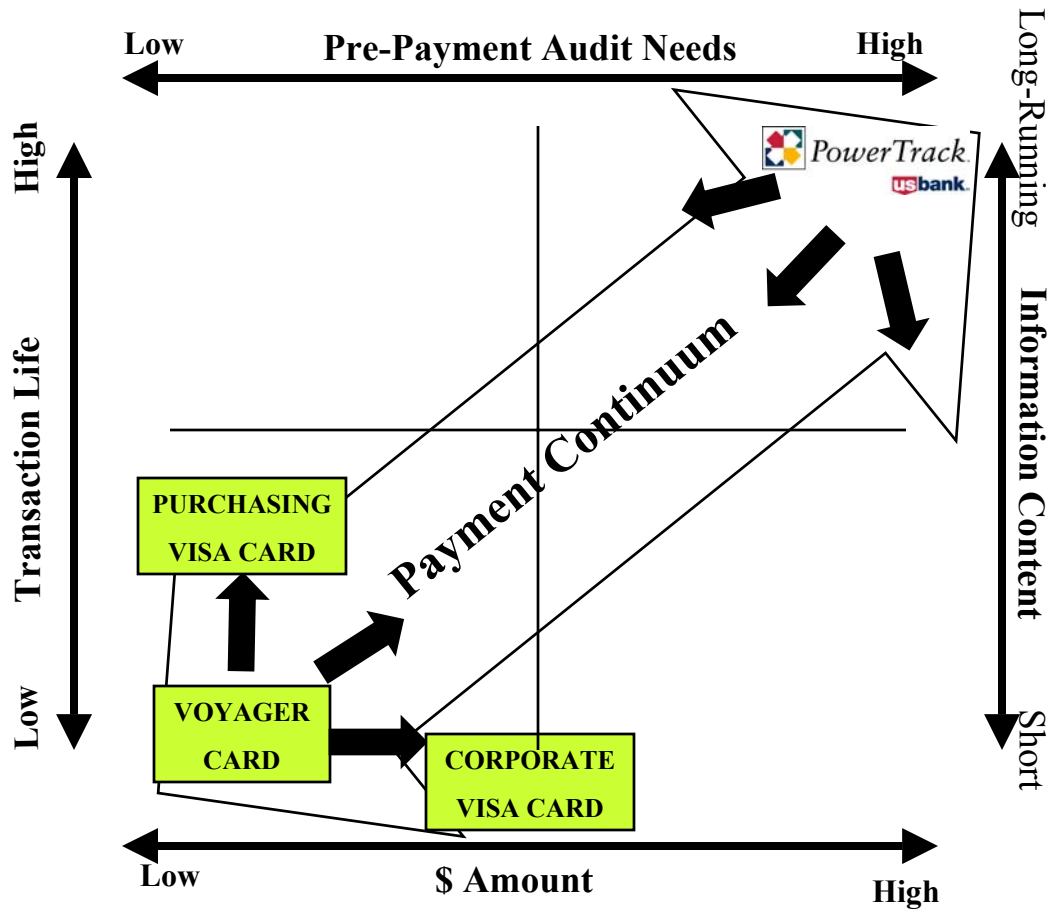 Low
Pre-Payment Audit Needs
High
Long-Running
High
PowerTrack
usbank
Transaction Life
Information Content
Payment Continuum
PURCHASING
VISA CARD
Low
VOYAGER
CARD
CORPORATE
VISA CARD
Short
Low
$ Amount
High